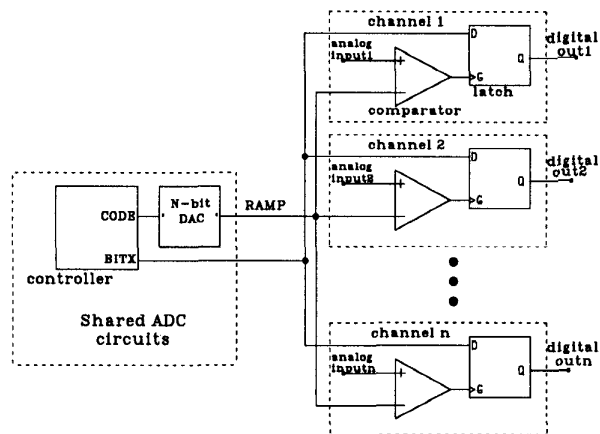 channel 1
analog
input1
+
−
comparator
D
Q
G
latch
digital
out1
channel 2
analog
input2
+
−
D
Q
G
digital
out2
CODE
BITX
controller
N-bit
DAC
RAMP
Shared ADC
circuits
channel n
analog
inputn
+
−
D
Q
G
digital
outn